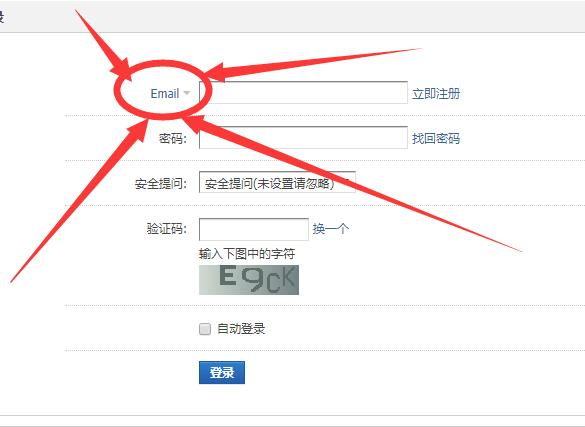 Email 立即注册
密码: 找回密码
安全提问: 安全提问(未设置请忽略)
验证码: 换一个
输入下图中的字符
E9CK
自动登录
登录